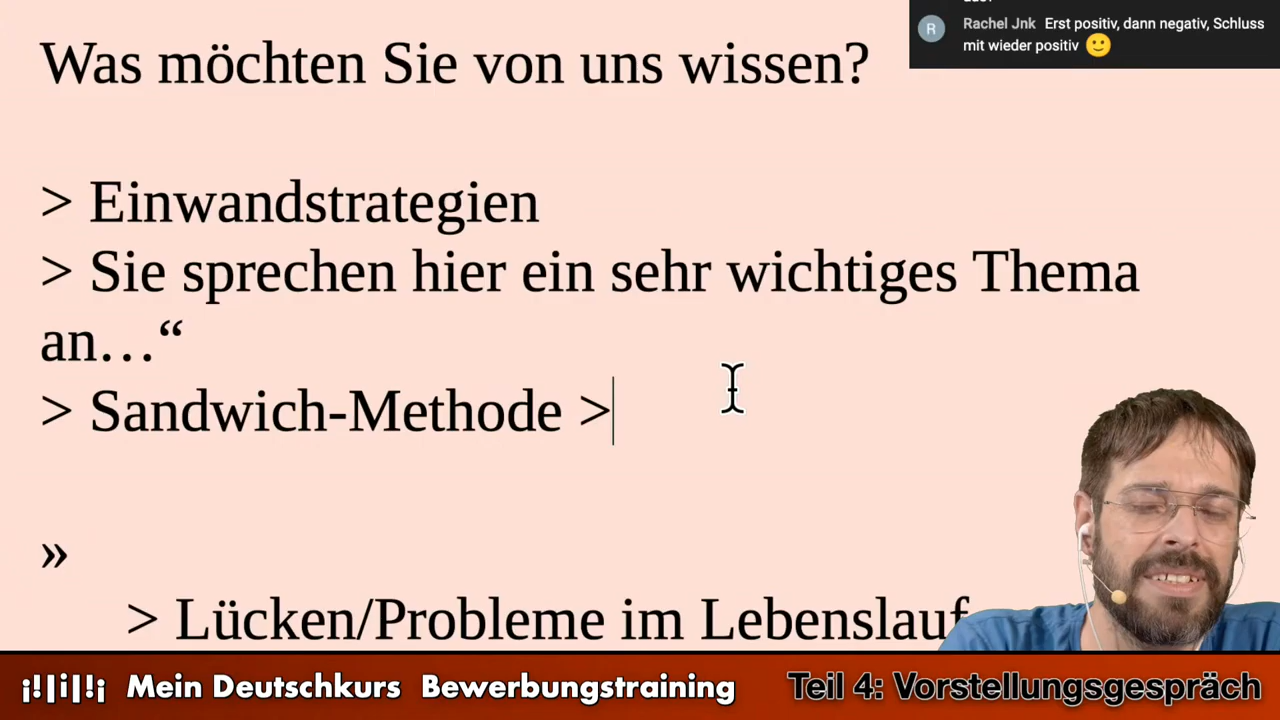 Was möchten Sie von uns wissen?
R Rachel Jnk Erst positiv, dann negativ, Schluss
mit wieder positiv 🙂
> Einwandstrategien
> Sie sprechen hier ein sehr wichtiges Thema
an…“
> Sandwich-Methode >
»
> Lücken/Probleme im Lebenslauf
¡!|i|!¡ Mein Deutschkurs Bewerbungstraining Teil 4: Vorstellungsgespräch